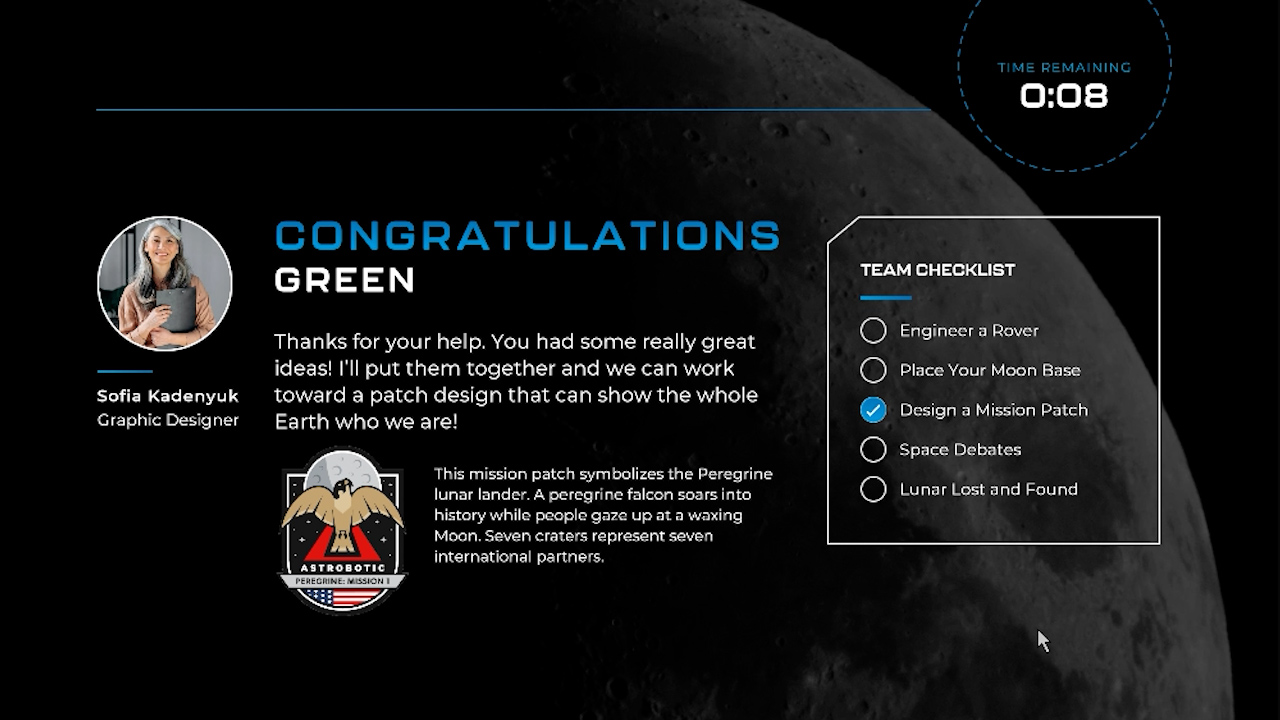 TIME REMAINING
0:08
CONGRATULATIONS
GREEN
Thanks for your help. You had some really great
ideas! I'll put them together and we can work
toward a patch design that can show the whole
Earth who we are!
Sofia Kadenyuk
Graphic Designer
This mission patch symbolizes the Peregrine
lunar lander. A peregrine falcon soars into
history while people gaze up at a waxing
Moon. Seven craters represent seven
international partners.
ASTROBOTIC
PEREGRINE: MISSION 1
TEAM CHECKLIST
Engineer a Rover
Place Your Moon Base
Design a Mission Patch
Space Debates
Lunar Lost and Found